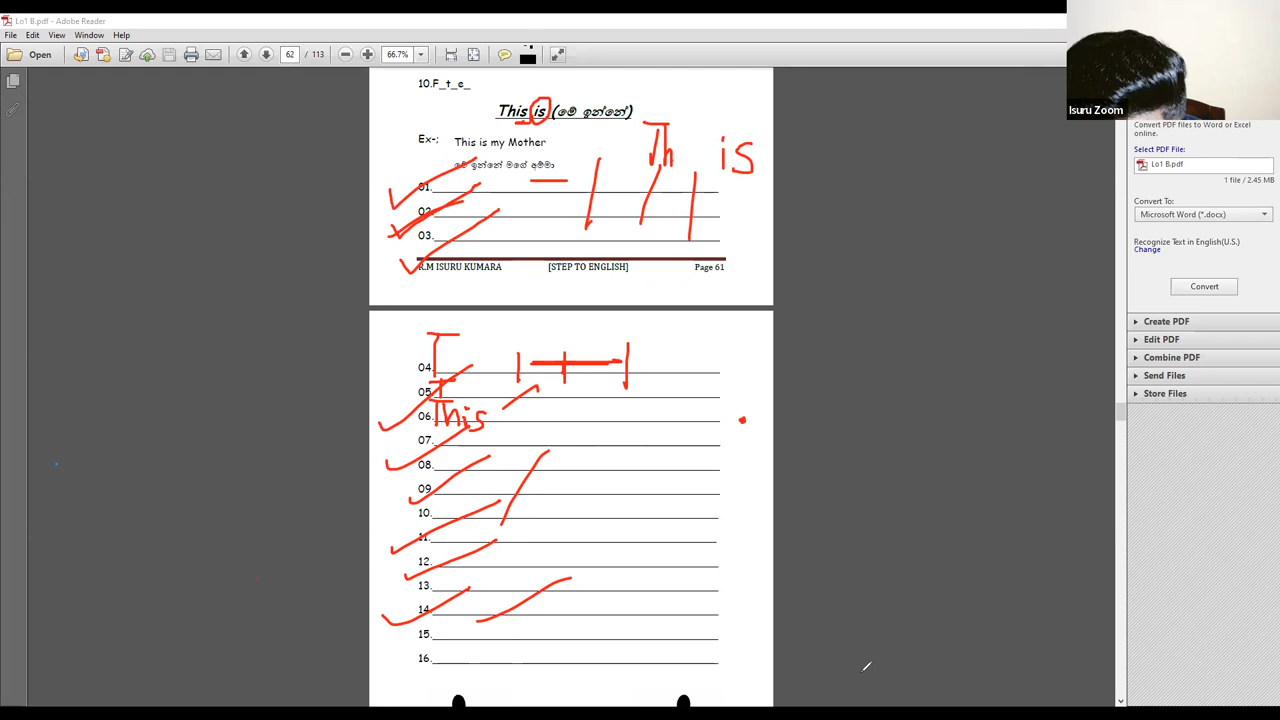 Lo1 B.pdf - Adobe Reader
File Edit View Window Help
Open 62 / 113 66.7%
10.F_t_e_
This is (මේ ඉන්නේ)
Ex-; This is my Mother
මේ ඉන්නේ මගේ අම්මා
Th is
01.
02.
03.
R.M ISURU KUMARA [STEP TO ENGLISH] Page 61
04.
05.
06.
This
07.
08.
09.
10.
11.
12.
13.
14.
15.
16.
Isuru Zoom
Convert PDF files to Word or Excel
online.
Select PDF File:
Lo1 B.pdf
1 file / 2.45 MB
Convert To:
Microsoft Word (*.docx)
Recognize Text in English(U.S.)
Change
Convert
Create PDF
Edit PDF
Combine PDF
Send Files
Store Files